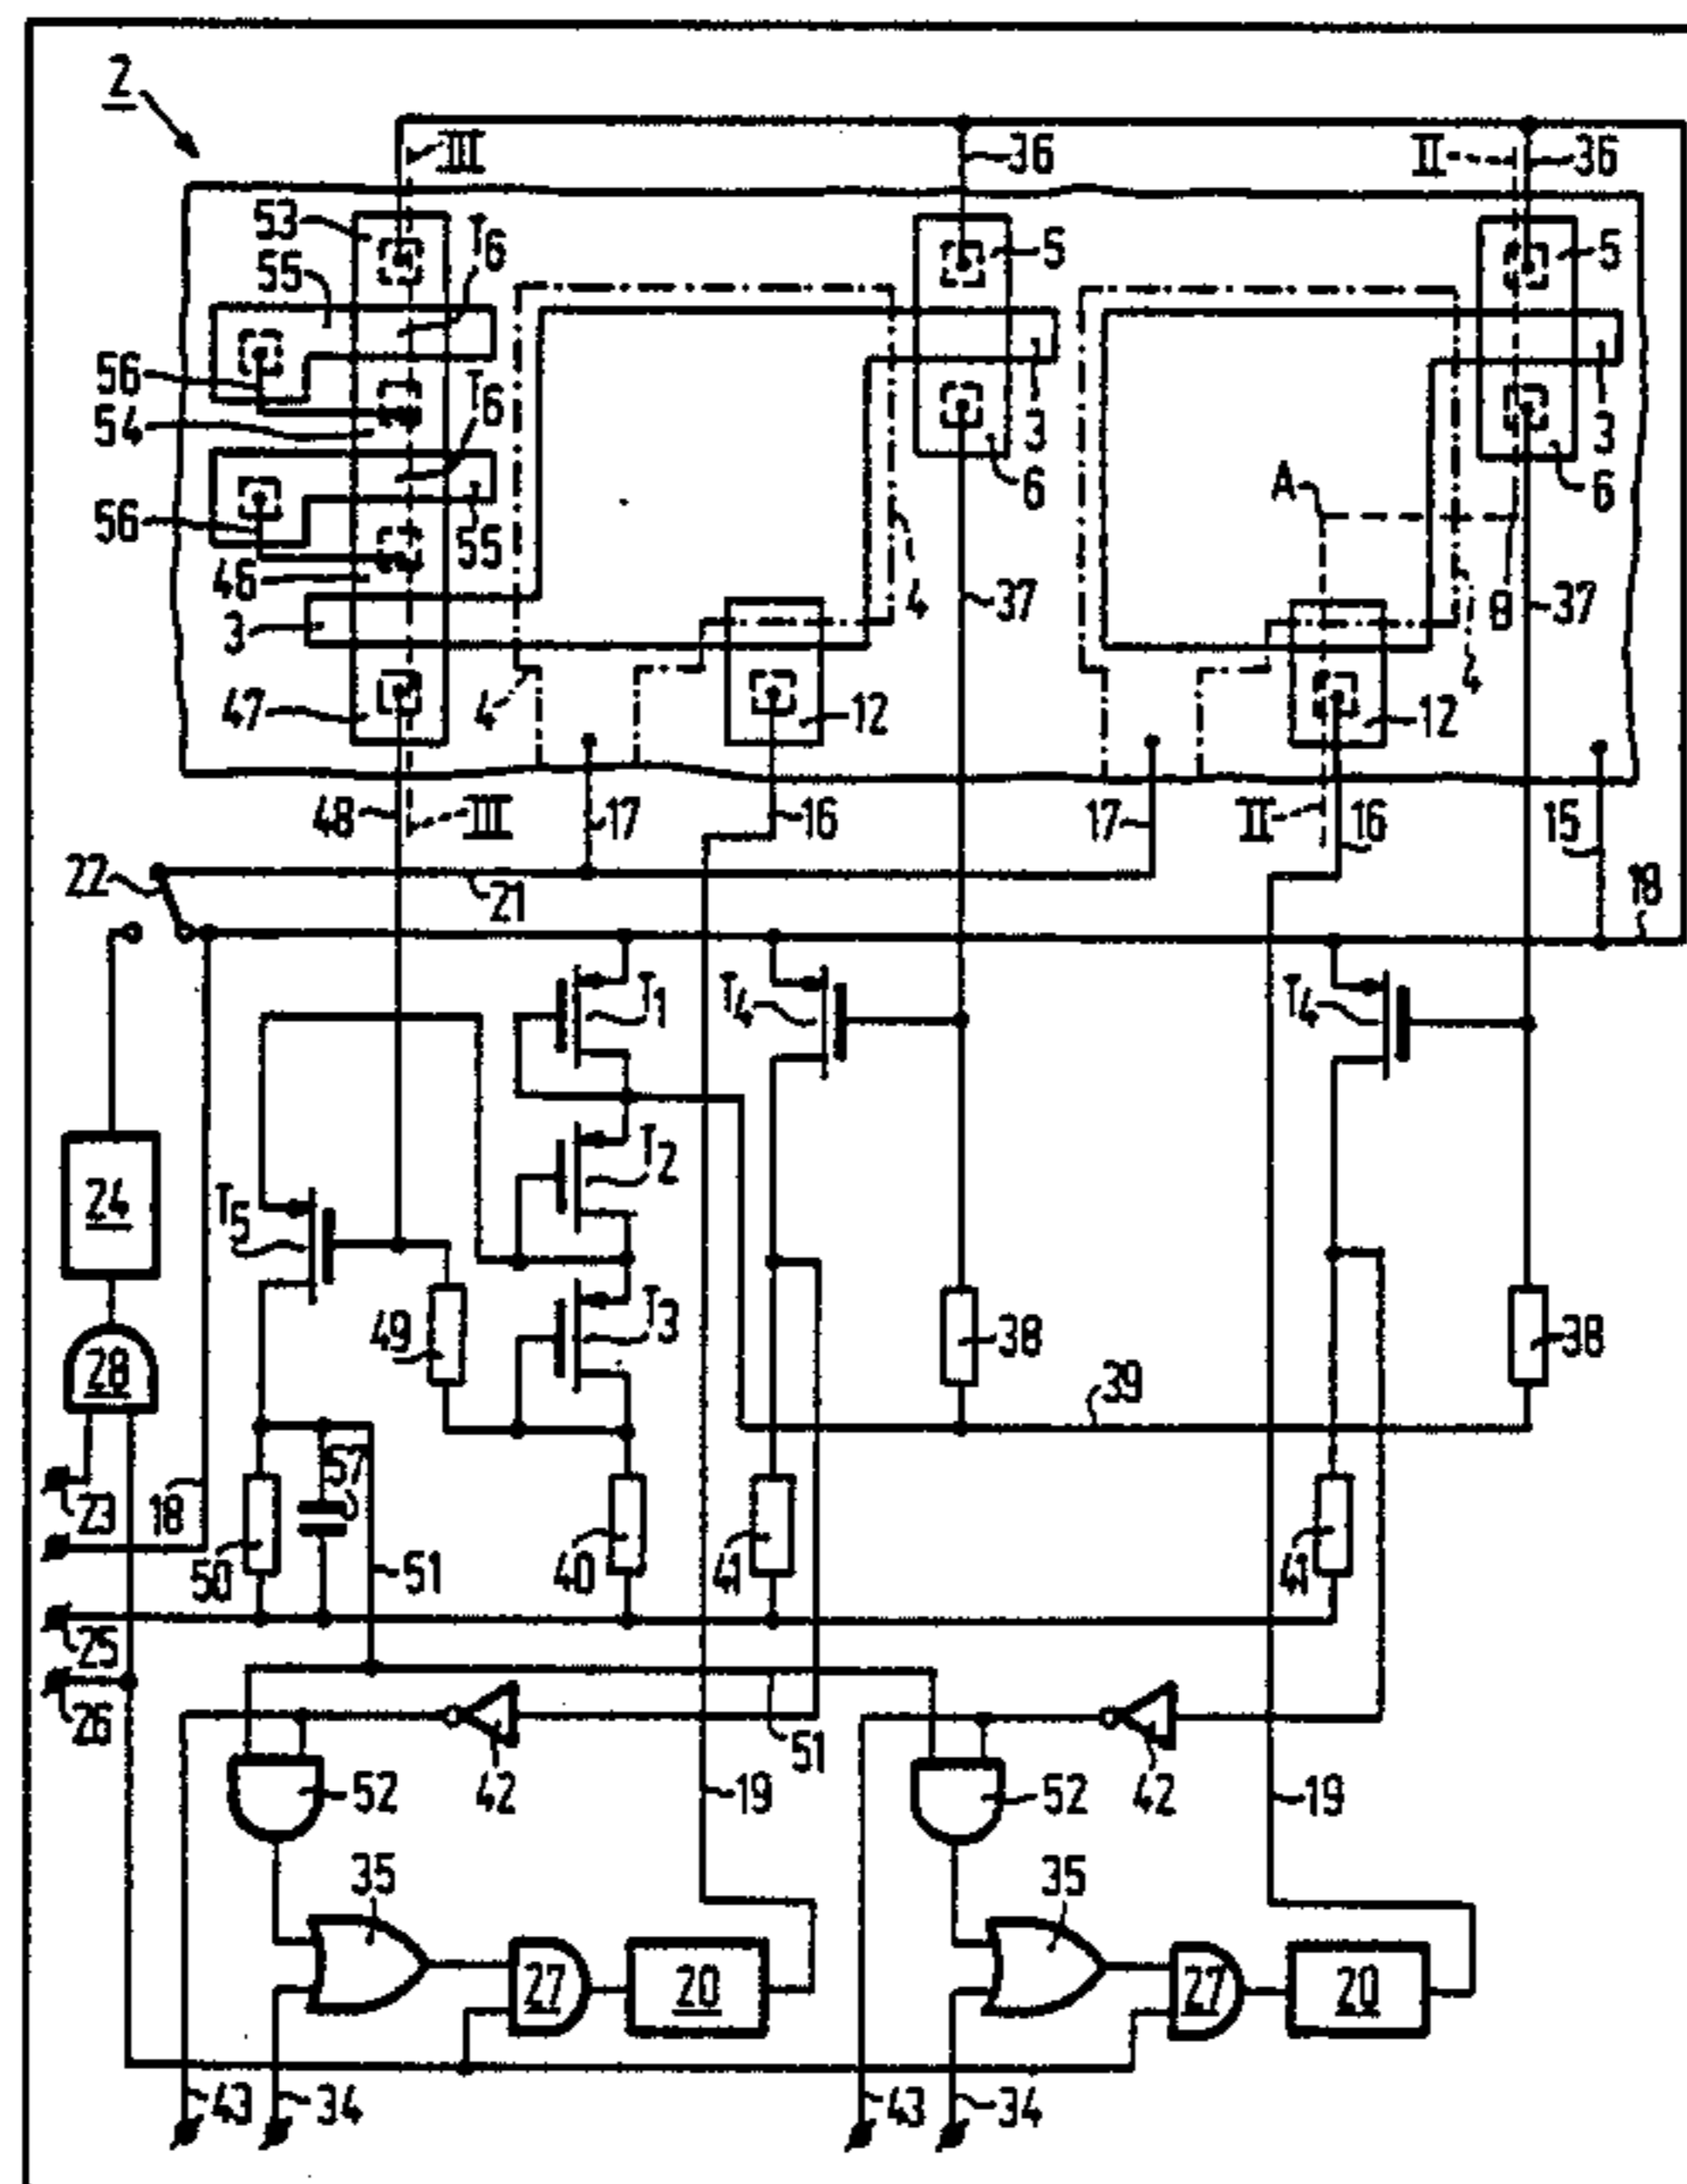 2
III 36 II 36
53 T6 5 5
55
56 T6 3 3
54
6 A 6
56 55
46 4 37 8 37
3 4
47 4 12 12
48 III 17 16 17 II 16 15
22 21 18
T1 T4 T4
T2
24 T5
T3
49 38 38
28 39
57
23 18
50 51 40 41 41
25
26
51
52 42 52 42
19 19
35 35
27 20 27 20
43 34 43 34